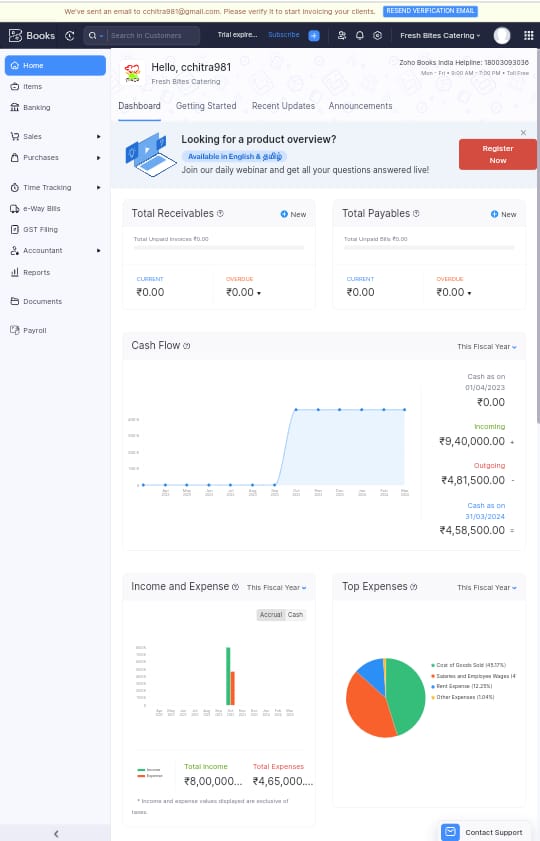 We've sent an email to cchitra981@gmail.com. Please verify it to start invoicing your clients. RESEND VERIFICATION EMAIL
Books
Search in Customers
Trial expire...
Subscribe
Fresh Bites Catering
Home
Items
Banking
Sales
Purchases
Time Tracking
e-Way Bills
GST Filing
Accountant
Reports
Documents
Payroll
Hello, cchitra981
Fresh Bites Catering
Zoho Books India Helpline: 18003093036
Mon - Fri • 9:00 AM - 7:00 PM • Toll Free
Dashboard
Getting Started
Recent Updates
Announcements
Looking for a product overview?
Available in English & தமிழ்
Join our daily webinar and get all your questions answered live!
Register
Now
Total Receivables
New
Total Unpaid Invoices ₹0.00
CURRENT
₹0.00
OVERDUE
₹0.00
Total Payables
New
Total Unpaid Bills ₹0.00
CURRENT
₹0.00
OVERDUE
₹0.00
Cash Flow
This Fiscal Year
Cash as on
01/04/2023
₹0.00
Incoming
₹9,40,000.00 +
Outgoing
₹4,81,500.00 -
Cash as on
31/03/2024
₹4,58,500.00 =
Income and Expense
This Fiscal Year
Accrual Cash
Income
Expense
Total Income
₹8,00,000...
Total Expenses
₹4,65,000....
* Income and expense values displayed are exclusive of
taxes.
Top Expenses
This Fiscal Year
Cost of Goods Sold (45.17%)
Salaries and Employee Wages (4
Rent Expense (12.25%)
Other Expenses (1.04%)
Contact Support